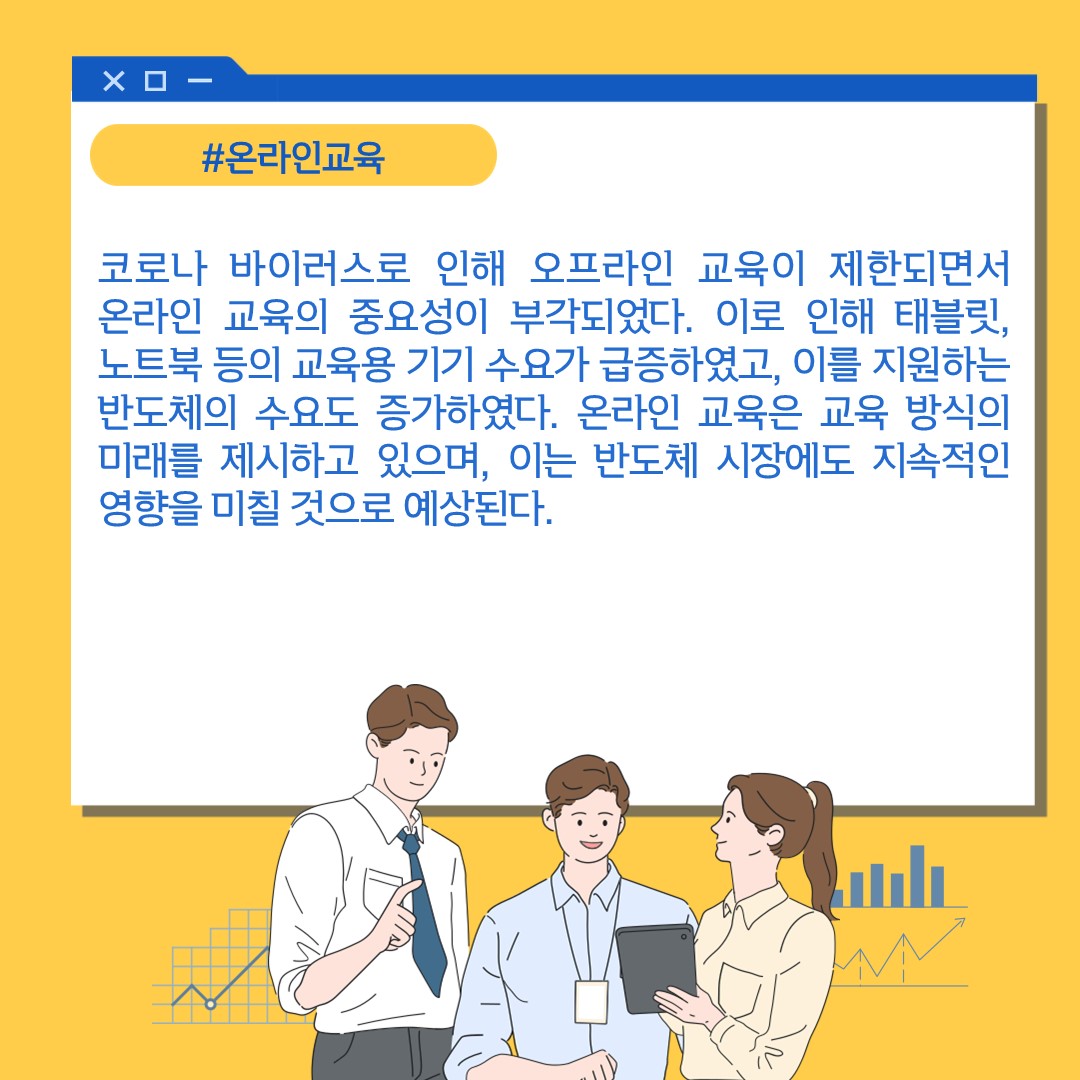 #온라인교육
코로나 바이러스로 인해 오프라인 교육이 제한되면서
온라인 교육의 중요성이 부각되었다. 이로 인해 태블릿,
노트북 등의 교육용 기기 수요가 급증하였고, 이를 지원하는
반도체의 수요도 증가하였다. 온라인 교육은 교육 방식의
미래를 제시하고 있으며, 이는 반도체 시장에도 지속적인
영향을 미칠 것으로 예상된다.